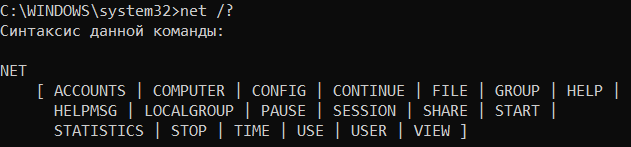 C:\WINDOWS\system32>net /?
Синтаксис данной команды:
NET
[ ACCOUNTS | COMPUTER | CONFIG | CONTINUE | FILE | GROUP | HELP |
HELPMSG | LOCALGROUP | PAUSE | SESSION | SHARE | START |
STATISTICS | STOP | TIME | USE | USER | VIEW ]